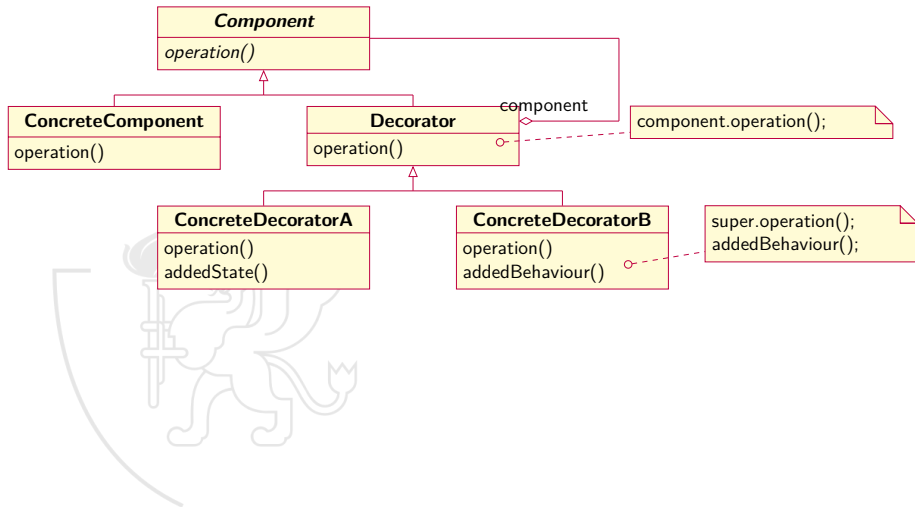 Component
operation()
component
ConcreteComponent
operation()
Decorator
operation()
component.operation();
ConcreteDecoratorA
operation()
addedState()
ConcreteDecoratorB
operation()
addedBehaviour()
super.operation();
addedBehaviour();